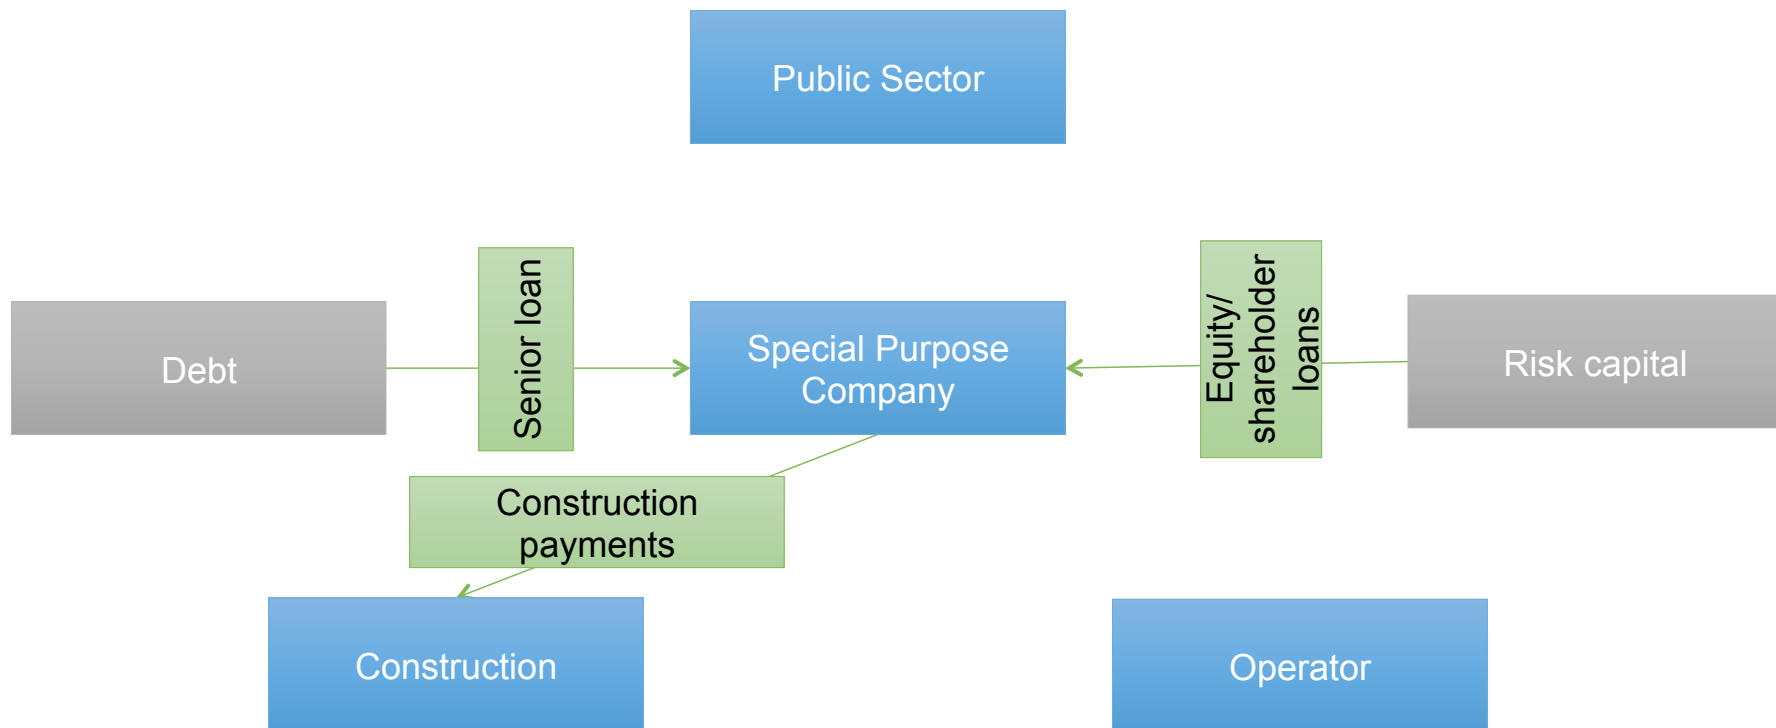 Public Sector
Debt
Senior loan
Special Purpose
Company
Equity/
shareholder
loans
Risk capital
Construction
payments
Construction
Operator